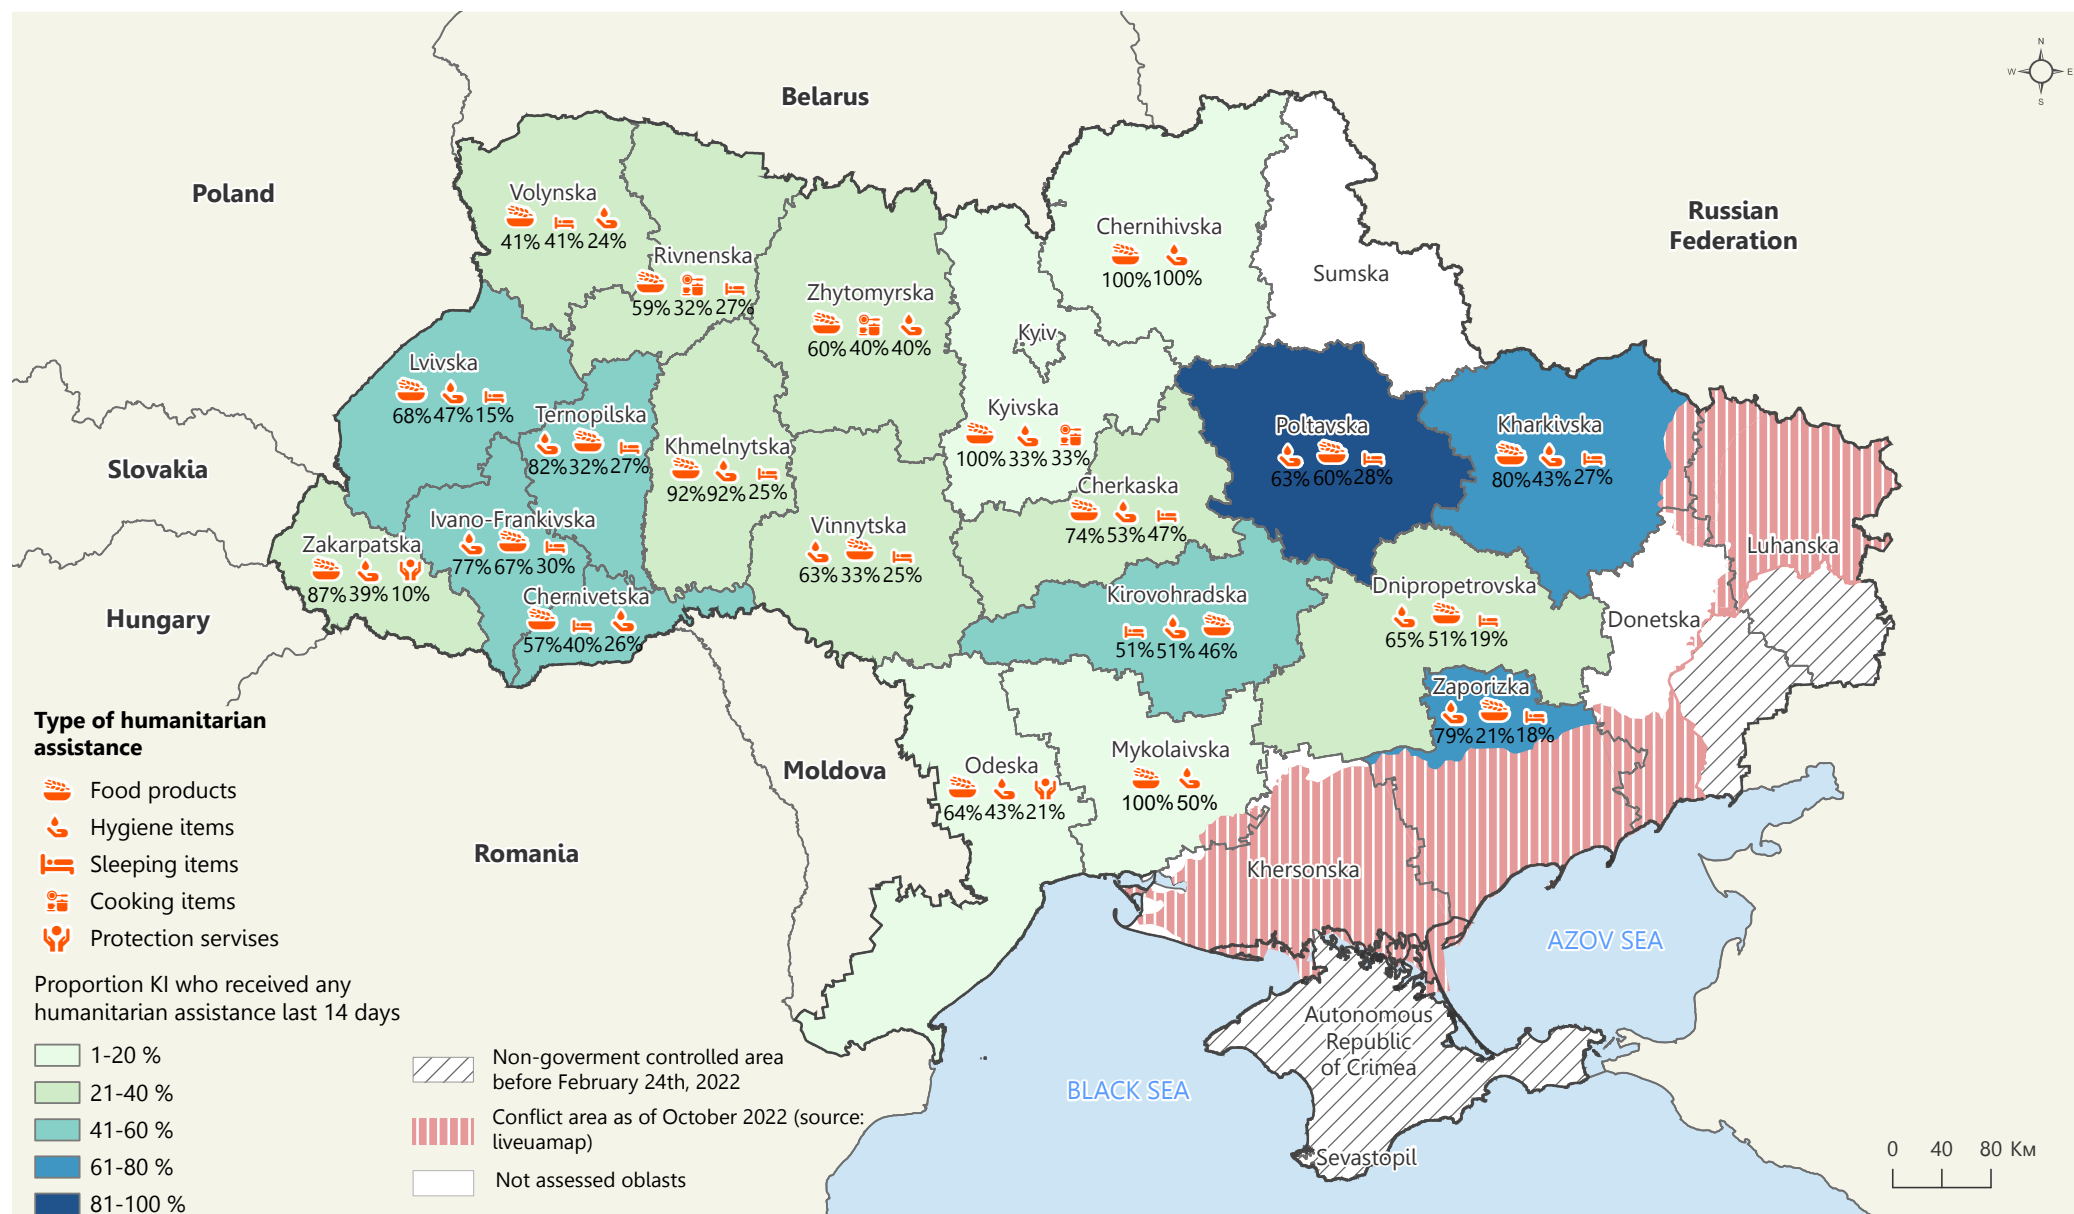 N
W
E
S
Belarus
Poland
Russian
Federation
Volynska
41% 41% 24%
Chernihivska
100% 100%
Rivnenska
59% 32% 27%
Sumska
Zhytomyrska
60% 40% 40%
Kyiv
Lvivska
68% 47% 15%
Ternopilska
82% 32% 27%
Kyivska
100% 33% 33%
Khmelnytska
92% 92% 25%
Poltavska
63% 60% 28%
Kharkivska
80% 43% 27%
Slovakia
Cherkaska
74% 53% 47%
Ivano-Frankivska
77% 67% 30%
Vinnytska
63% 33% 25%
Zakarpatska
87% 39% 10%
Luhanska
Chernivetska
57% 40% 26%
Kirovohradska
51% 51% 46%
Dnipropetrovska
65% 51% 19%
Donetska
Hungary
Zaporizka
79% 21% 18%
Mykolaivska
100% 50%
Odeska
64% 43% 21%
Moldova
Romania
Khersonska
AZOV SEA
Autonomous
Republic
of Crimea
BLACK SEA
Sevastopil
Type of humanitarian
assistance
Food products
Hygiene items
Sleeping items
Cooking items
Protection servises
Proportion KI who received any
humanitarian assistance last 14 days
1-20 %
21-40 %
41-60 %
61-80 %
81-100 %
Non-goverment controlled area
before February 24th, 2022
Conflict area as of October 2022 (source:
liveuamap)
Not assessed oblasts
0 40 80 Км